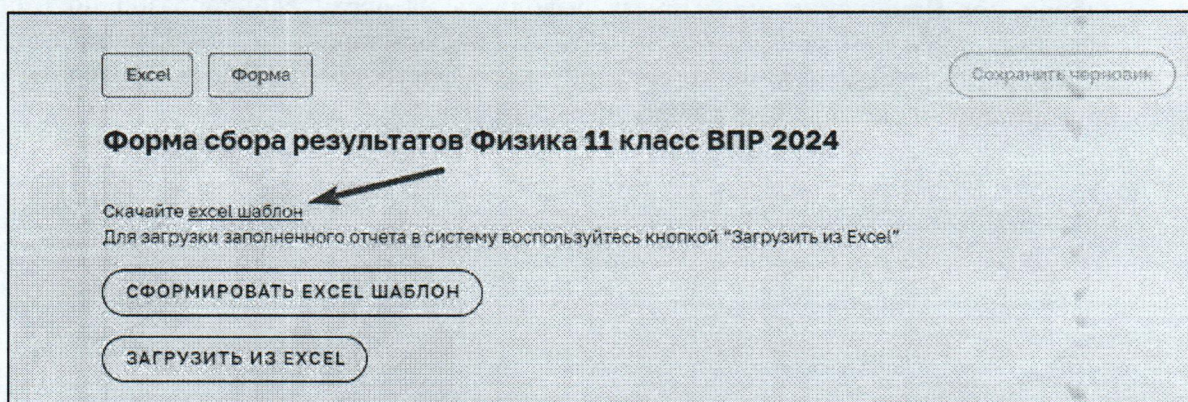 Excel Форма Сохранить черновик
Форма сбора результатов Физика 11 класс ВПР 2024
Скачайте excel шаблон
Для загрузки заполненного отчета в систему воспользуйтесь кнопкой “Загрузить из Excel”
СФОРМИРОВАТЬ EXCEL ШАБЛОН
ЗАГРУЗИТЬ ИЗ EXCEL